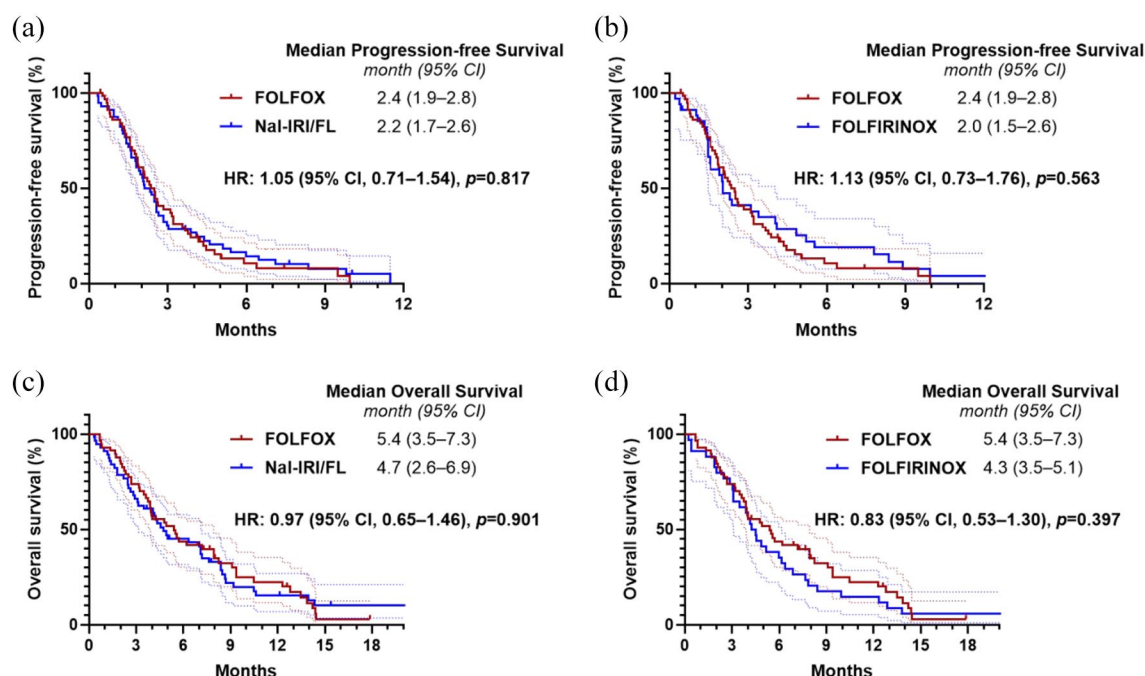 (a)
Median Progression-free Survival
month (95% CI)
FOLFOX 2.4 (1.9–2.8)
Nal-IRI/FL 2.2 (1.7–2.6)
HR: 1.05 (95% CI, 0.71–1.54), p=0.817
Progression-free survival (%)
100
50
0
0 3 6 9 12
Months
(b)
Median Progression-free Survival
month (95% CI)
FOLFOX 2.4 (1.9–2.8)
FOLFIRINOX 2.0 (1.5–2.6)
HR: 1.13 (95% CI, 0.73–1.76), p=0.563
Progression-free survival (%)
100
50
0
0 3 6 9 12
Months
(c)
Median Overall Survival
month (95% CI)
FOLFOX 5.4 (3.5–7.3)
Nal-IRI/FL 4.7 (2.6–6.9)
HR: 0.97 (95% CI, 0.65–1.46), p=0.901
Overall survival (%)
100
50
0
0 3 6 9 12 15 18
Months
(d)
Median Overall Survival
month (95% CI)
FOLFOX 5.4 (3.5–7.3)
FOLFIRINOX 4.3 (3.5–5.1)
HR: 0.83 (95% CI, 0.53–1.30), p=0.397
Overall survival (%)
100
50
0
0 3 6 9 12 15 18
Months